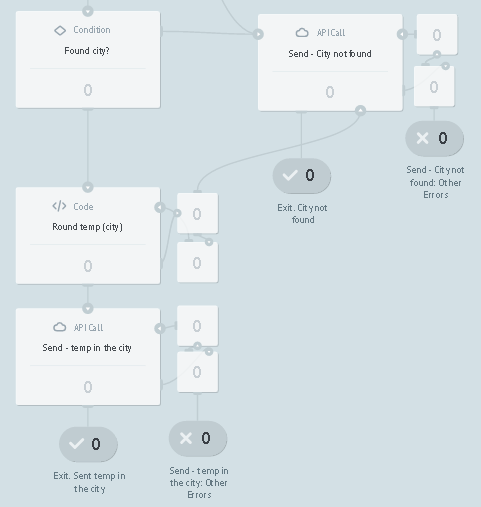 Condition
Found city?
0
API Call
Send - City not found
0
0
0
0
Send - City not
found: Other
Errors
0
Exit. City not
found
Code
Round temp (city)
0
0
0
API Call
Send - temp in the city
0
0
0
0
Exit. Sent temp in
the city
0
Send - temp in
the city: Other
Errors